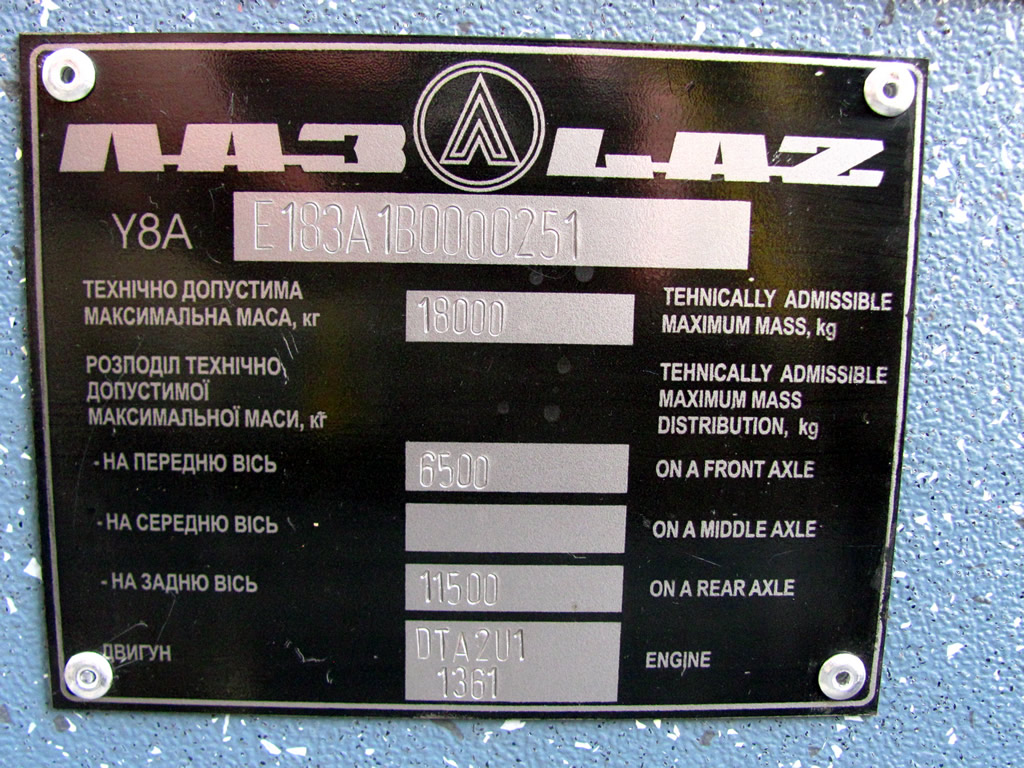 ЛАЗ LAZ
Y8A E183A1B0000251
ТЕХНІЧНО ДОПУСТИМА
МАКСИМАЛЬНА МАСА, кг
18000
TEHNICALLY ADMISSIBLE
MAXIMUM MASS, kg
РОЗПОДІЛ ТЕХНІЧНО
ДОПУСТИМОЇ
МАКСИМАЛЬНОЇ МАСИ, кг
TEHNICALLY ADMISSIBLE
MAXIMUM MASS
DISTRIBUTION, kg
- НА ПЕРЕДНЮ ВІСЬ 6500 ON A FRONT AXLE
- НА СЕРЕДНЮ ВІСЬ ON A MIDDLE AXLE
- НА ЗАДНЮ ВІСЬ 11500 ON A REAR AXLE
ДВИГУН
DTA2U1
1361
ENGINE